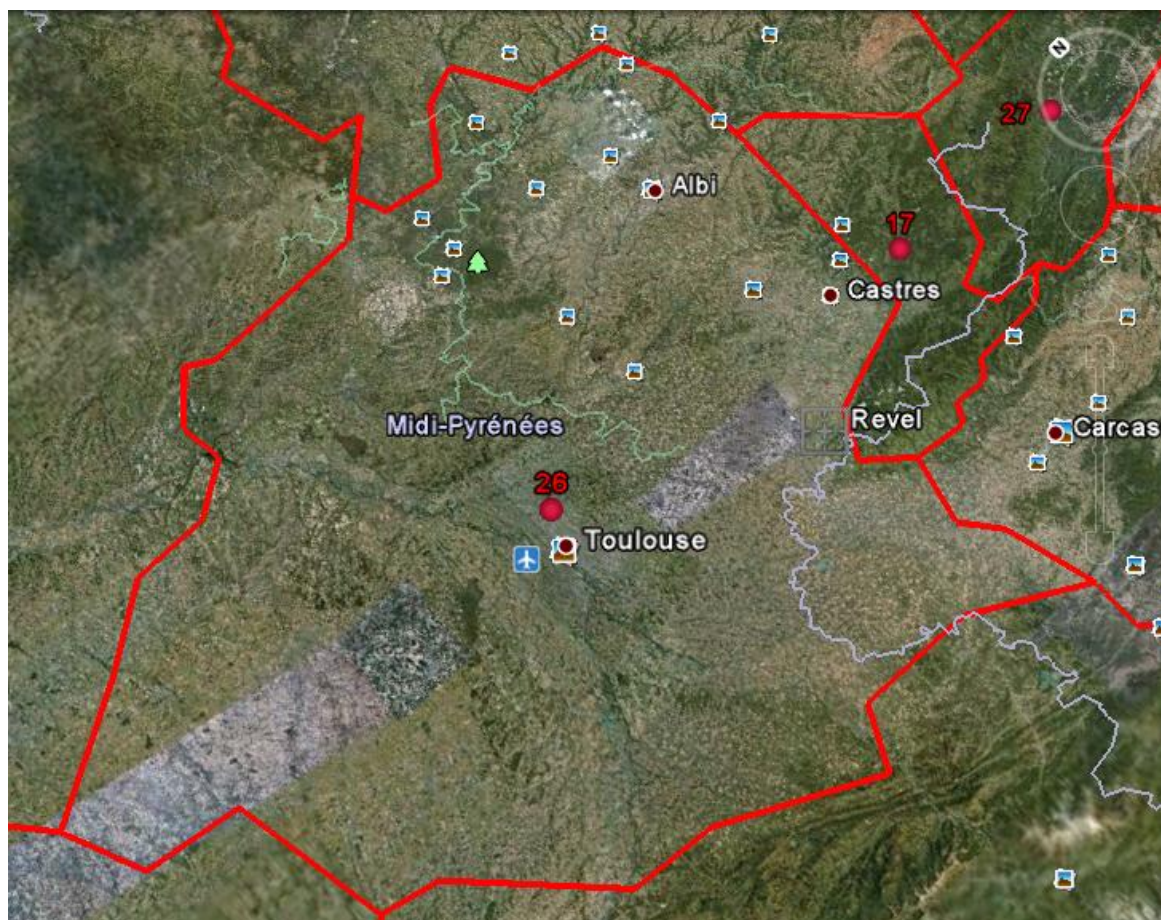 N
27
Albi
17
Castres
Midi-Pyrénées
Revel
Carcas
26
Toulouse